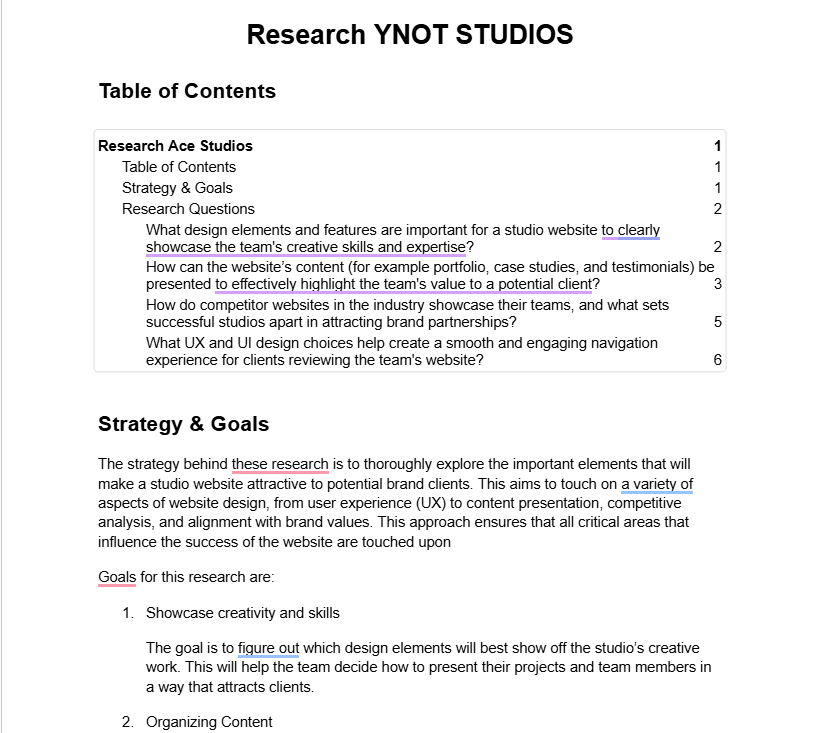 Research YNOT STUDIOS
Table of Contents
Research Ace Studios 1
Table of Contents 1
Strategy & Goals 1
Research Questions 2
What design elements and features are important for a studio website to clearly
showcase the team's creative skills and expertise? 2
How can the website’s content (for example portfolio, case studies, and testimonials) be
presented to effectively highlight the team's value to a potential client? 3
How do competitor websites in the industry showcase their teams, and what sets
successful studios apart in attracting brand partnerships? 5
What UX and UI design choices help create a smooth and engaging navigation
experience for clients reviewing the team's website? 6
Strategy & Goals
The strategy behind these research is to thoroughly explore the important elements that will
make a studio website attractive to potential brand clients. This aims to touch on a variety of
aspects of website design, from user experience (UX) to content presentation, competitive
analysis, and alignment with brand values. This approach ensures that all critical areas that
influence the success of the website are touched upon
Goals for this research are:
1. Showcase creativity and skills
The goal is to figure out which design elements will best show off the studio’s creative
work. This will help the team decide how to present their projects and team members in
a way that attracts clients.
2. Organizing Content